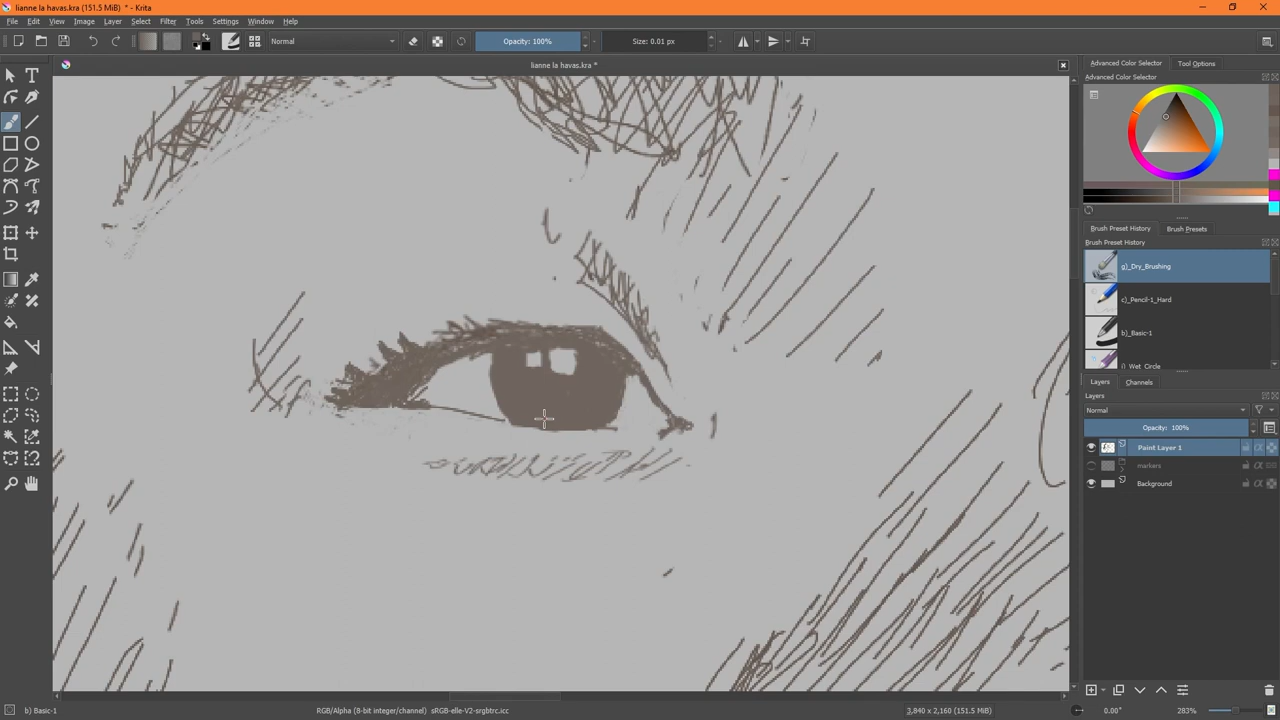 lianne la havas.kra (151.5 MiB) * - Krita
File Edit View Image Layer Select Filter Tools Settings Window Help
Normal
Opacity: 100%
Size: 0.01 px
lianne la havas.kra *
Advanced Color Selector Tool Options
Advanced Color Selector
Brush Preset History Brush Presets
Brush Preset History
g)_Dry_Brushing
c)_Pencil-1_Hard
b)_Basic-1
i)_Wet_Circle
Layers Channels
Layers
Normal
Opacity: 100%
Paint Layer 1
markers
Background
b) Basic-1
RGB/Alpha (8-bit integer/channel) sRGB-elle-V2-srgbtrc.icc
3,840 x 2,160 (151.5 MiB)
0.00°
283%